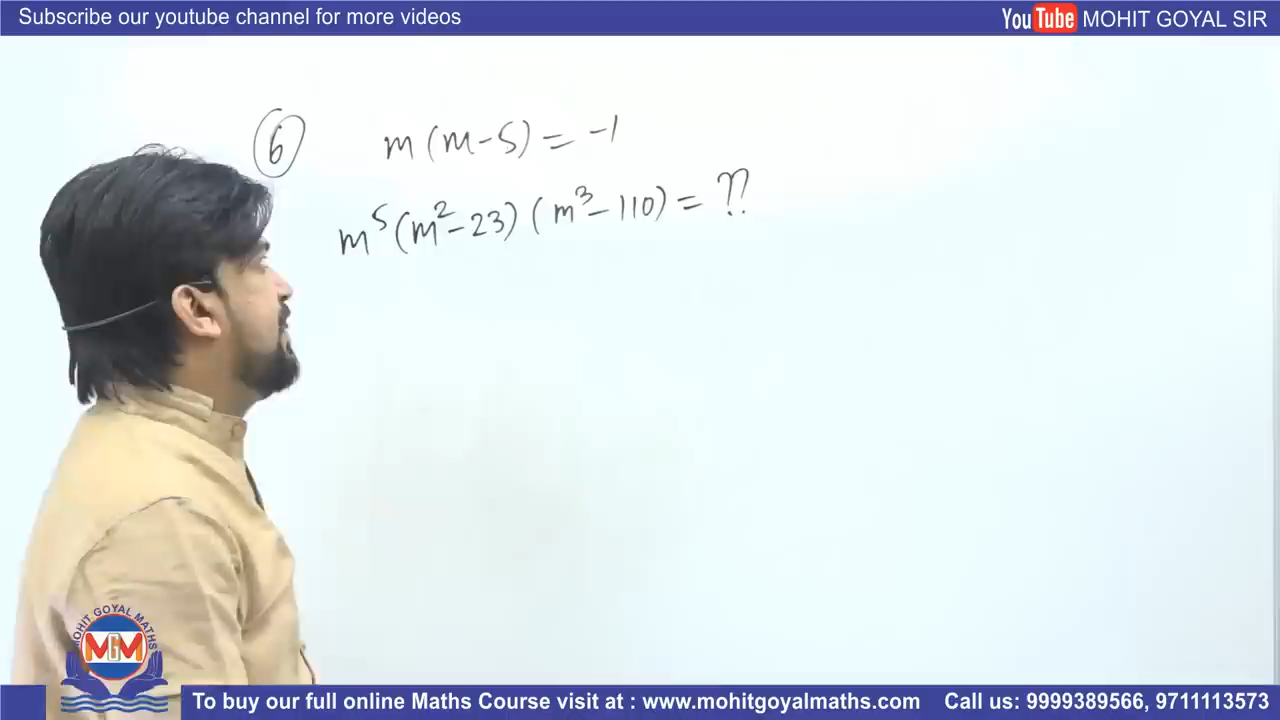 Subscribe our youtube channel for more videos
YouTube MOHIT GOYAL SIR
6 m(m-5) = -1
m⁵(m²-23)(m³-110) = ??
MOHIT GOYAL MATHS
MGM
To buy our full online Maths Course visit at : www.mohitgoyalmaths.com Call us: 9999389566, 9711113573